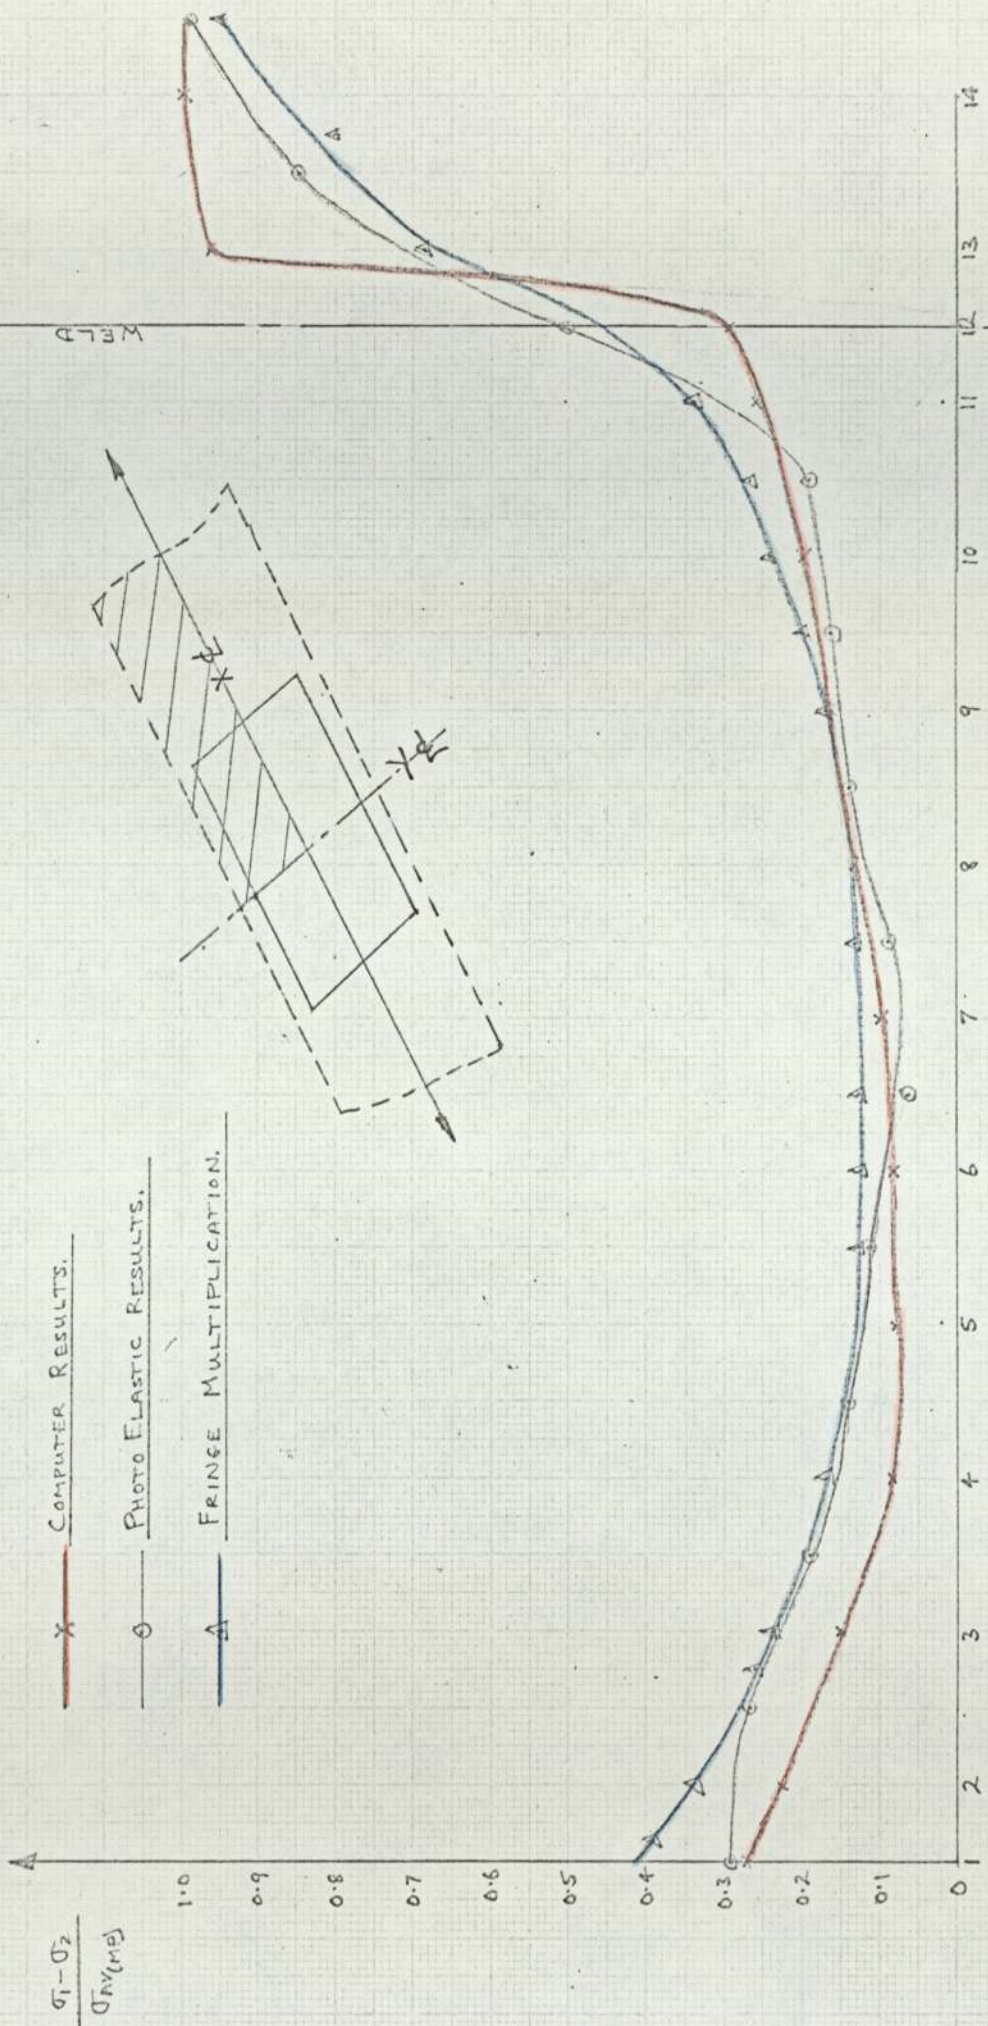 σ₁-σ₂
σAV(MP)
X COMPUTER RESULTS.
PHOTO ELASTIC RESULTS.
FRINGE MULTIPLICATION.
WELD
X ℄
Y ℄
1.0
0.9
0.8
0.7
0.6
0.5
0.4
0.3
0.2
0.1
0
1 2 3 4 5 6 7 8 9 10 11 12 13 14